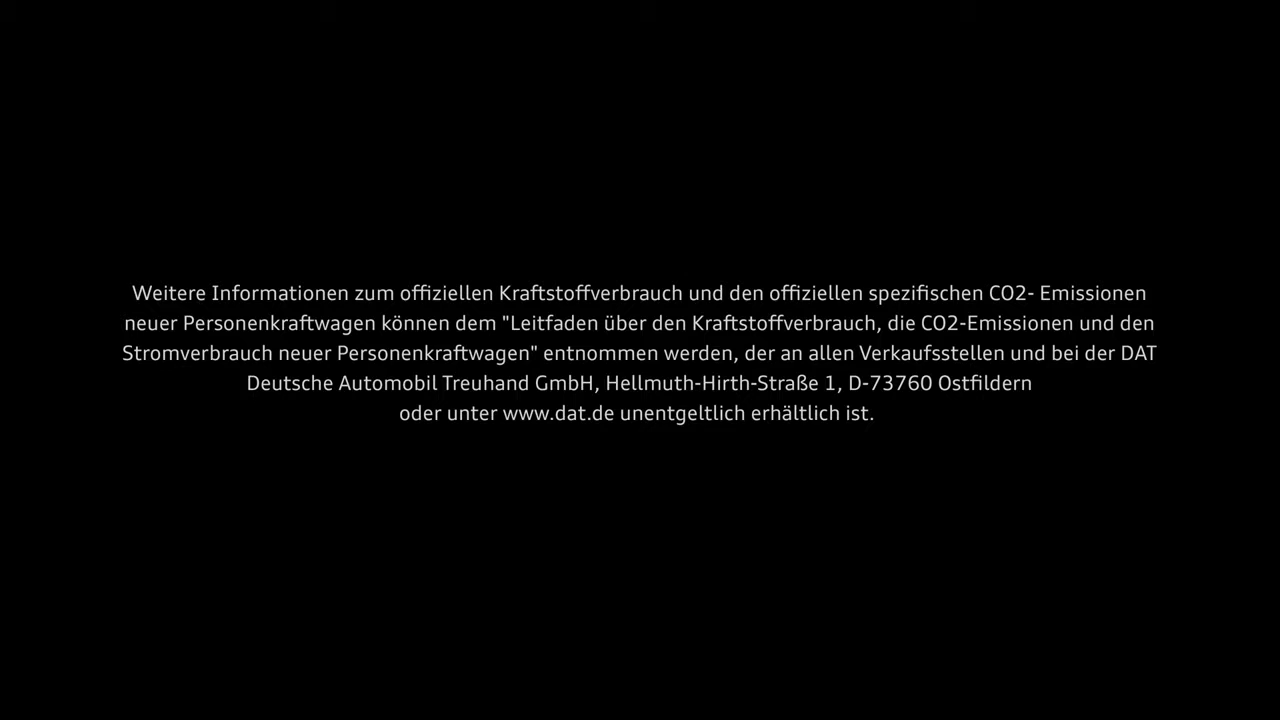 Weitere Informationen zum offiziellen Kraftstoffverbrauch und den offiziellen spezifischen CO2- Emissionen
neuer Personenkraftwagen können dem "Leitfaden über den Kraftstoffverbrauch, die CO2-Emissionen und den
Stromverbrauch neuer Personenkraftwagen" entnommen werden, der an allen Verkaufsstellen und bei der DAT
Deutsche Automobil Treuhand GmbH, Hellmuth-Hirth-Straße 1, D-73760 Ostfildern
oder unter www.dat.de unentgeltlich erhältlich ist.